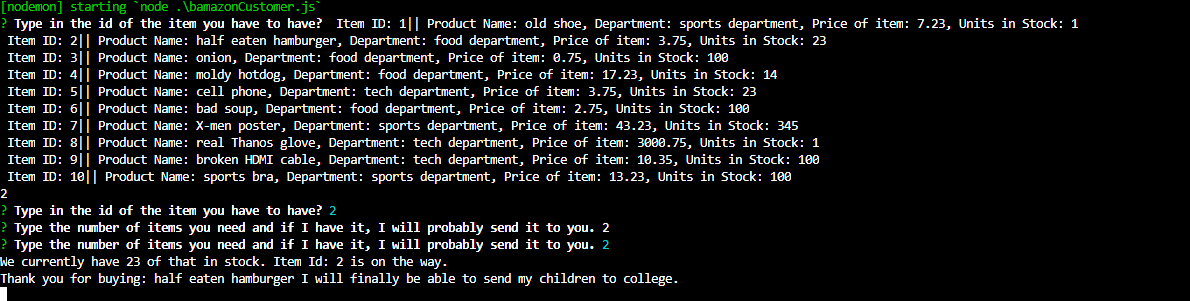 [nodemon] starting `node .\bamazonCustomer.js`
? Type in the id of the item you have to have?  Item ID: 1|| Product Name: old shoe, Department: sports department, Price of item: 7.23, Units in Stock: 1
Item ID: 2|| Product Name: half eaten hamburger, Department: food department, Price of item: 3.75, Units in Stock: 23
Item ID: 3|| Product Name: onion, Department: food department, Price of item: 0.75, Units in Stock: 100
Item ID: 4|| Product Name: moldy hotdog, Department: food department, Price of item: 17.23, Units in Stock: 14
Item ID: 5|| Product Name: cell phone, Department: tech department, Price of item: 3.75, Units in Stock: 23
Item ID: 6|| Product Name: bad soup, Department: food department, Price of item: 2.75, Units in Stock: 100
Item ID: 7|| Product Name: X-men poster, Department: sports department, Price of item: 43.23, Units in Stock: 345
Item ID: 8|| Product Name: real Thanos glove, Department: tech department, Price of item: 3000.75, Units in Stock: 1
Item ID: 9|| Product Name: broken HDMI cable, Department: tech department, Price of item: 10.35, Units in Stock: 100
Item ID: 10|| Product Name: sports bra, Department: sports department, Price of item: 13.23, Units in Stock: 100
2
? Type in the id of the item you have to have? 2
? Type the number of items you need and if I have it, I will probably send it to you. 2
? Type the number of items you need and if I have it, I will probably send it to you. 2
We currently have 23 of that in stock. Item Id: 2 is on the way.
Thank you for buying: half eaten hamburger I will finally be able to send my children to college.